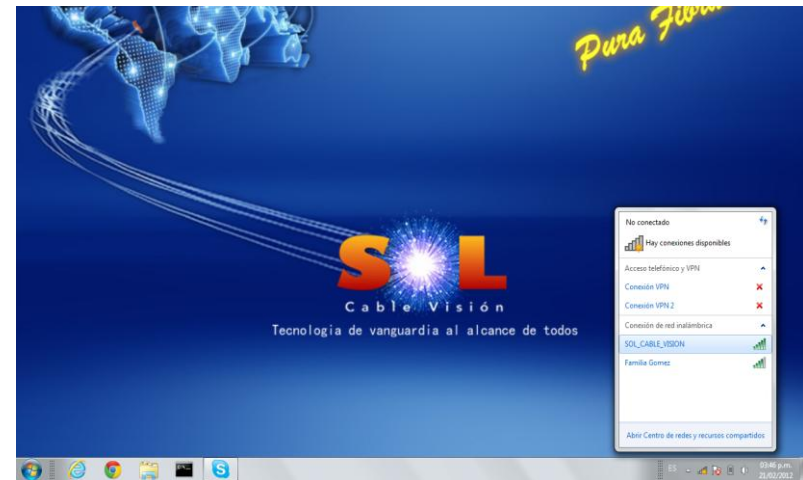 Pura Fibra
SOL
Cable Visión
Tecnologia de vanguardia al alcance de todos
No conectado
Hay conexiones disponibles
Acceso telefónico y VPN
Conexión VPN
Conexión VPN 2
Conexión de red inalámbrica
SOL_CABLE_VISION
Familia Gomez
Abrir Centro de redes y recursos compartidos
ES
03:46 p.m.
21/02/2012